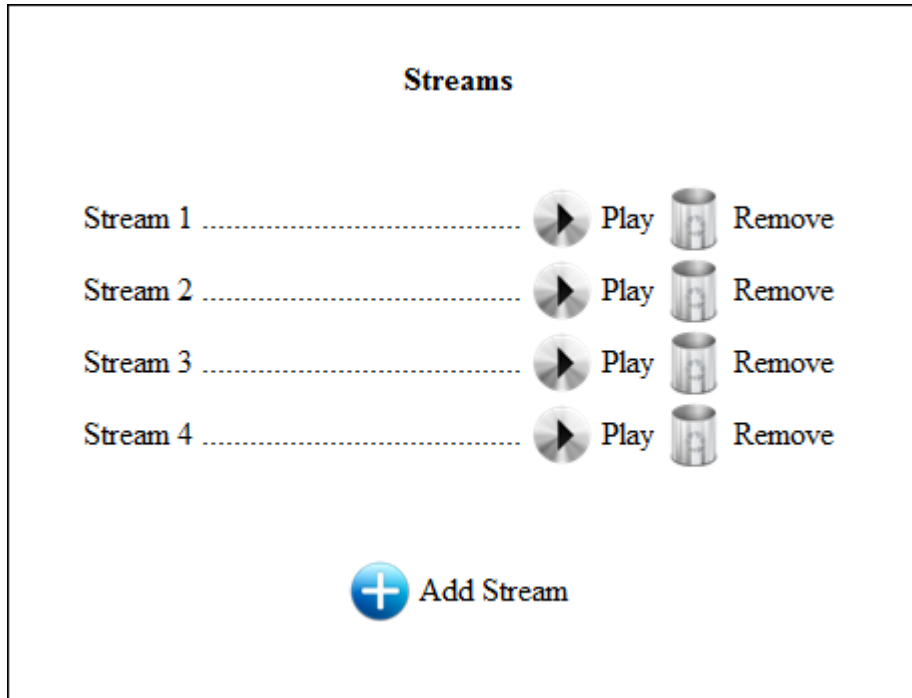 Streams
Stream 1 ........................................ Play Remove
Stream 2 ........................................ Play Remove
Stream 3 ........................................ Play Remove
Stream 4 ........................................ Play Remove
Add Stream